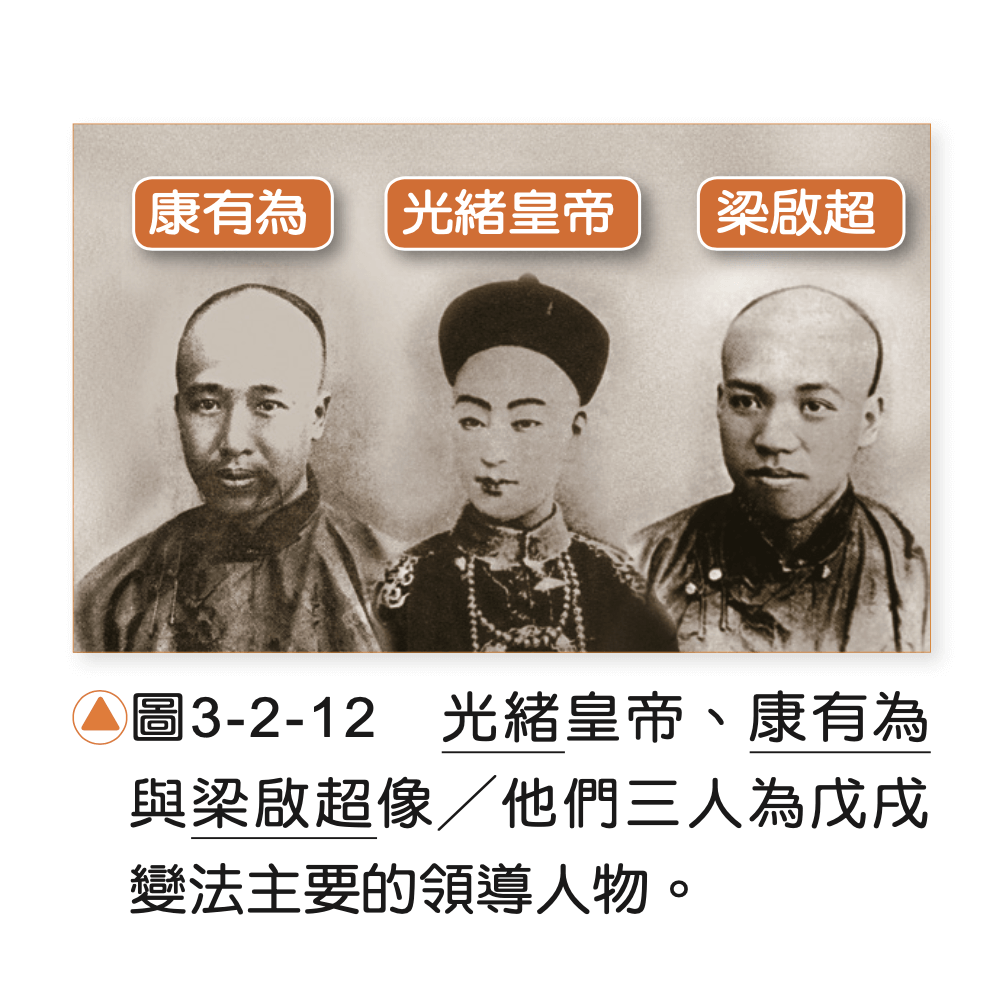 康有為
光緒皇帝
梁啟超
圖3-2-12　光緒皇帝、康有為
與梁啟超像／他們三人為戊戌
變法主要的領導人物。